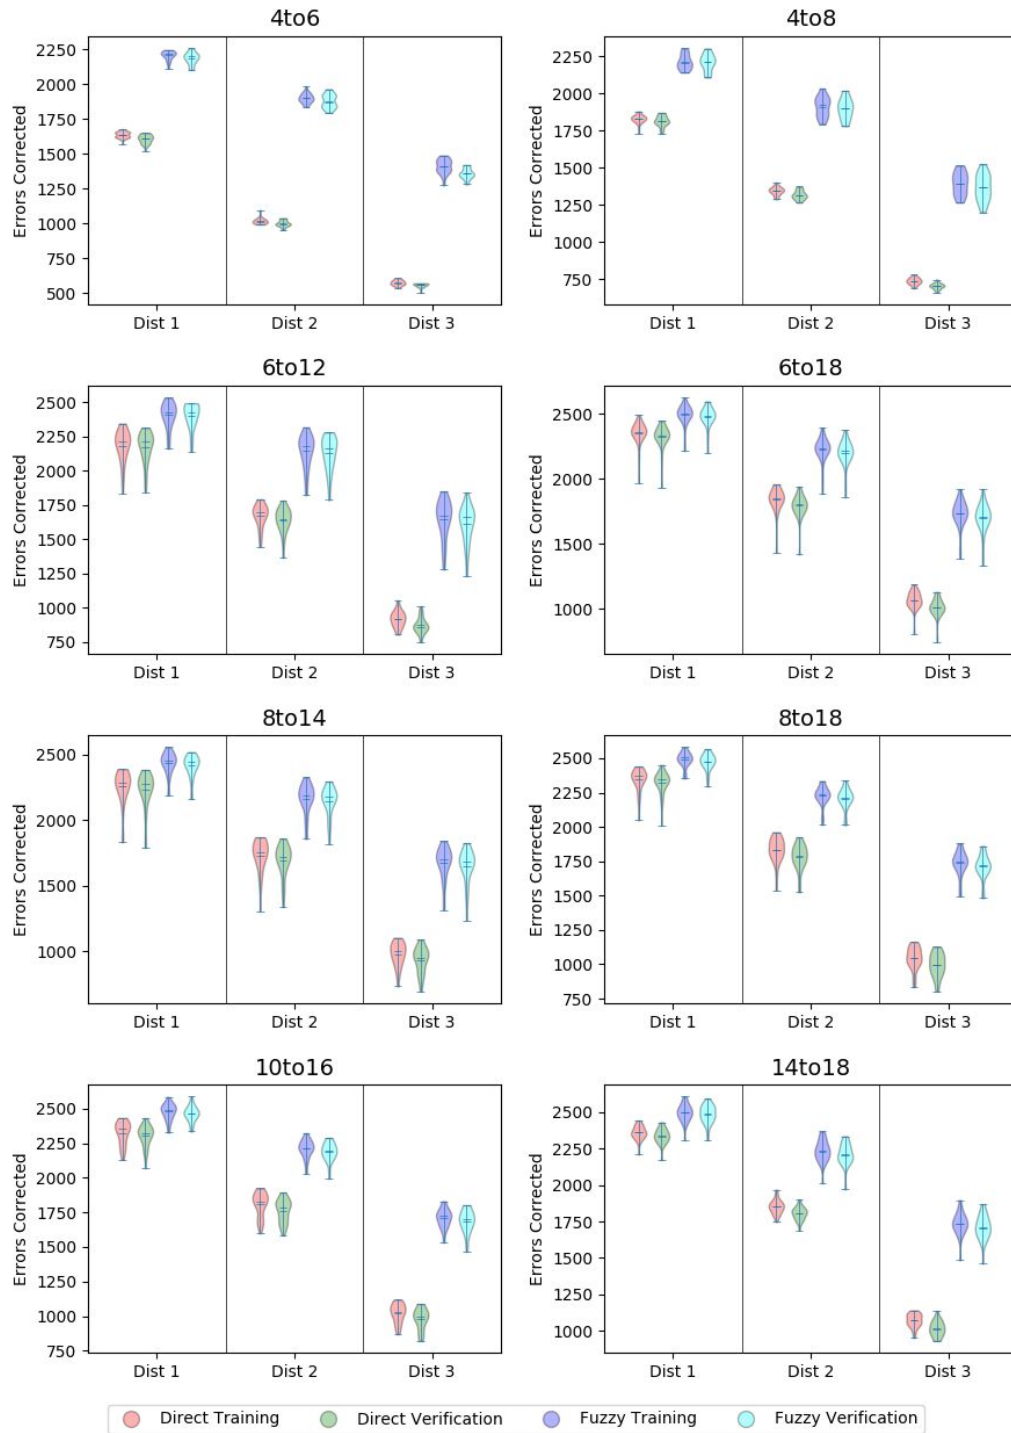 4to6
4to8
Errors Corrected
2250
2000
1750
1500
1250
1000
750
500
Dist 1
Dist 2
Dist 3
Errors Corrected
2250
2000
1750
1500
1250
1000
750
Dist 1
Dist 2
Dist 3
6to12
6to18
Errors Corrected
2500
2250
2000
1750
1500
1250
1000
750
Dist 1
Dist 2
Dist 3
Errors Corrected
2500
2000
1500
1000
Dist 1
Dist 2
Dist 3
8to14
8to18
Errors Corrected
2500
2000
1500
1000
Dist 1
Dist 2
Dist 3
Errors Corrected
2500
2250
2000
1750
1500
1250
1000
750
Dist 1
Dist 2
Dist 3
10to16
14to18
Errors Corrected
2500
2250
2000
1750
1500
1250
1000
750
Dist 1
Dist 2
Dist 3
Errors Corrected
2500
2250
2000
1750
1500
1250
1000
Dist 1
Dist 2
Dist 3
Direct Training Direct Verification Fuzzy Training Fuzzy Verification